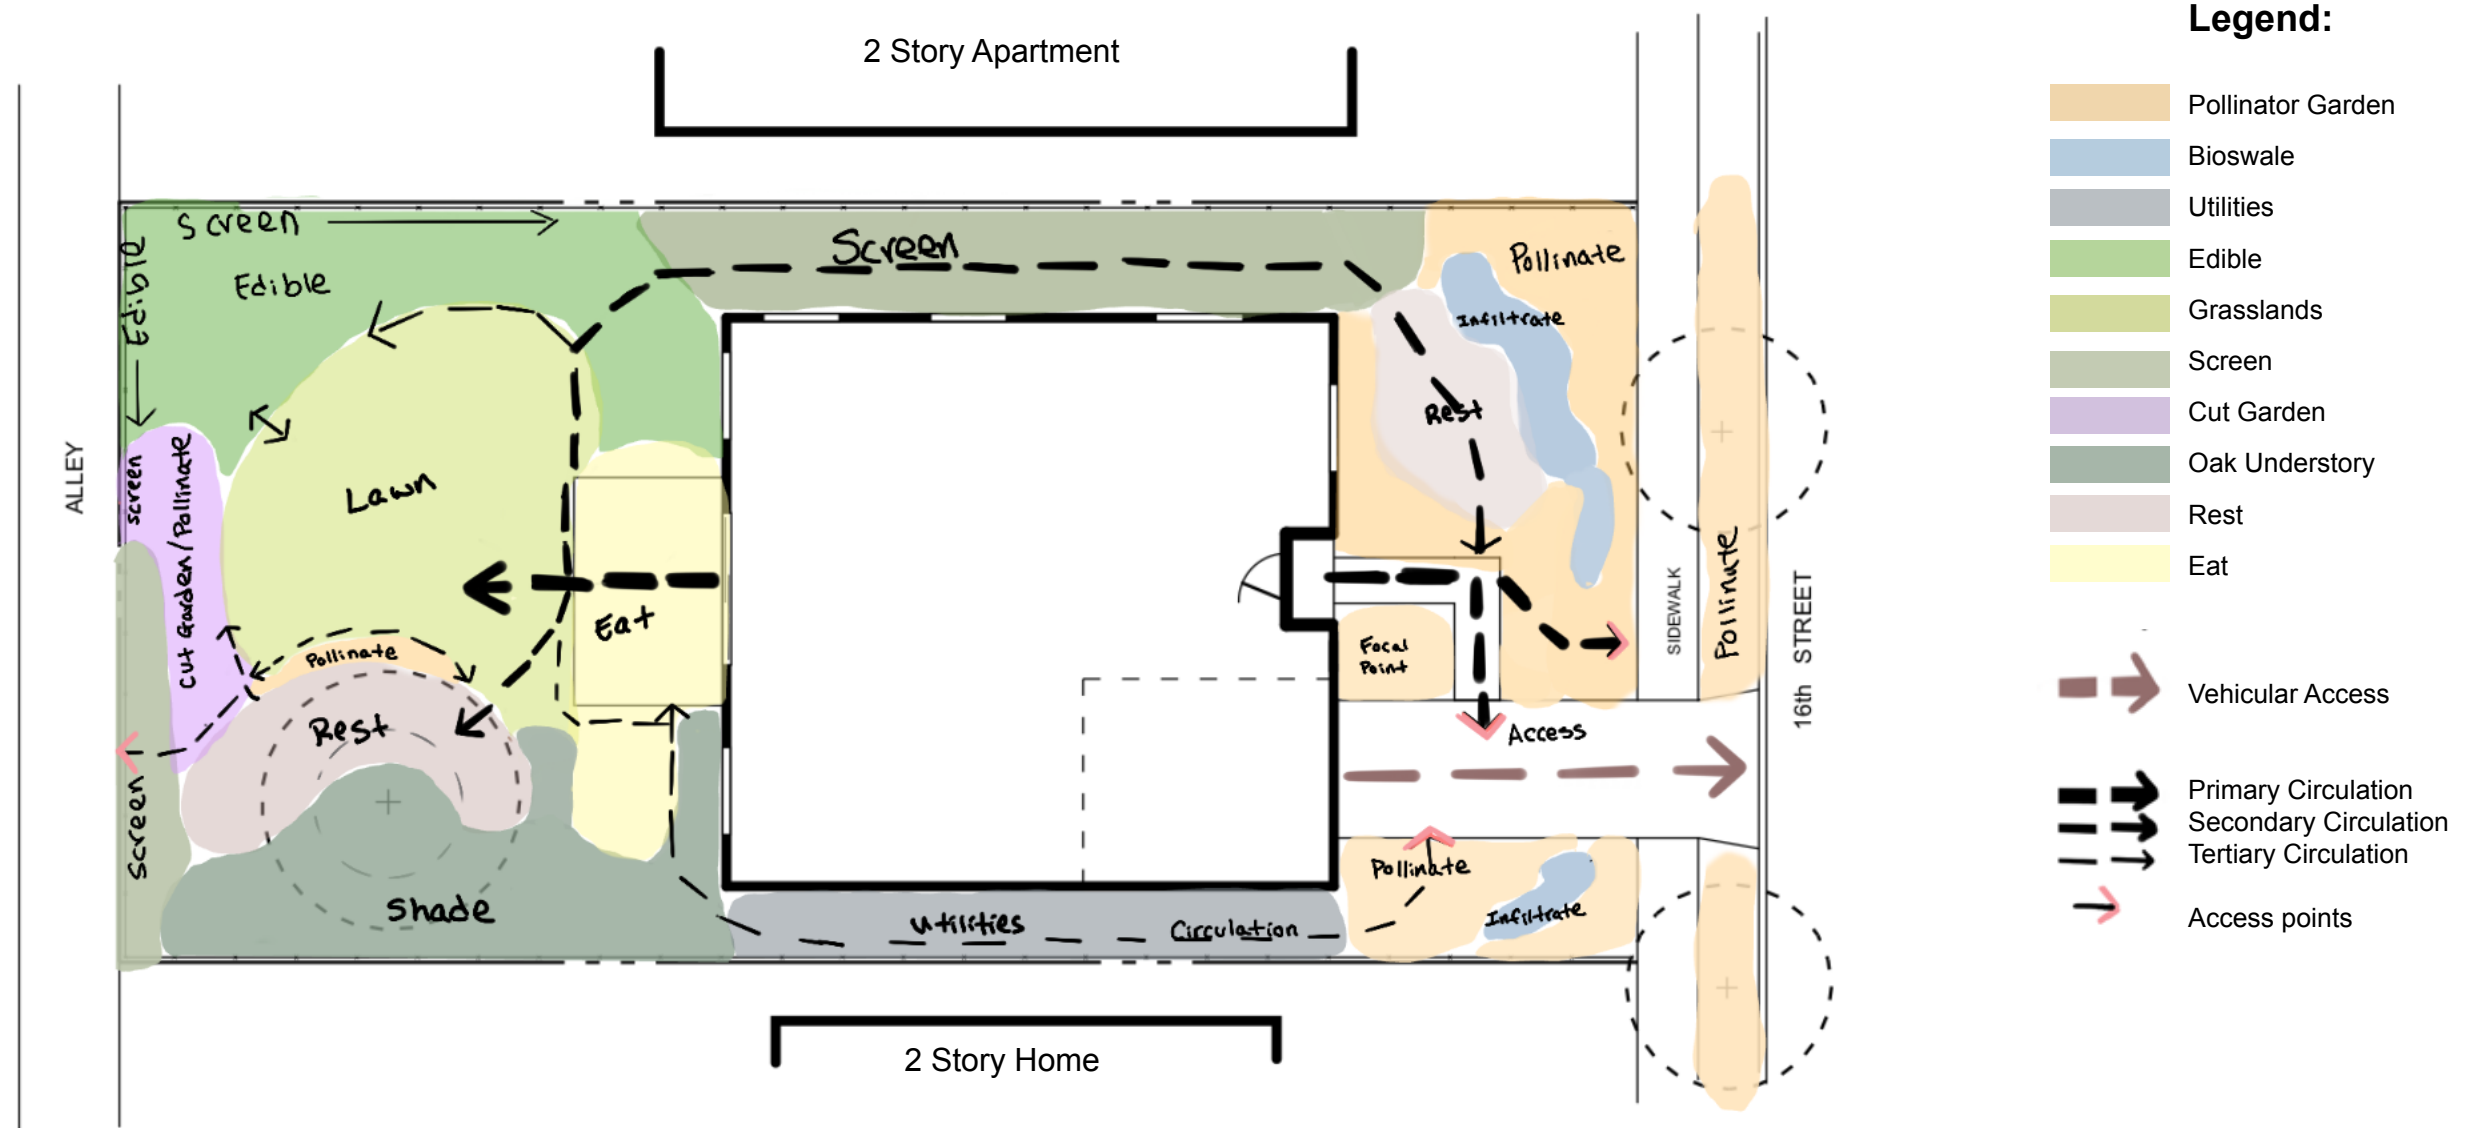 2 Story Apartment
Screen
Edible
Edible
Screen
Pollinate
Infiltrate
Rest
Lawn
screen
Cut Garden/Pollinate
ALLEY
Eat
Pollinate
Rest
Screen
Shade
Utilities
Circulation
Focal
Point
Access
Pollinate
Infiltrate
SIDEWALK
Pollinate
16th STREET
2 Story Home
Legend:
Pollinator Garden
Bioswale
Utilities
Edible
Grasslands
Screen
Cut Garden
Oak Understory
Rest
Eat
Vehicular Access
Primary Circulation
Secondary Circulation
Tertiary Circulation
Access points